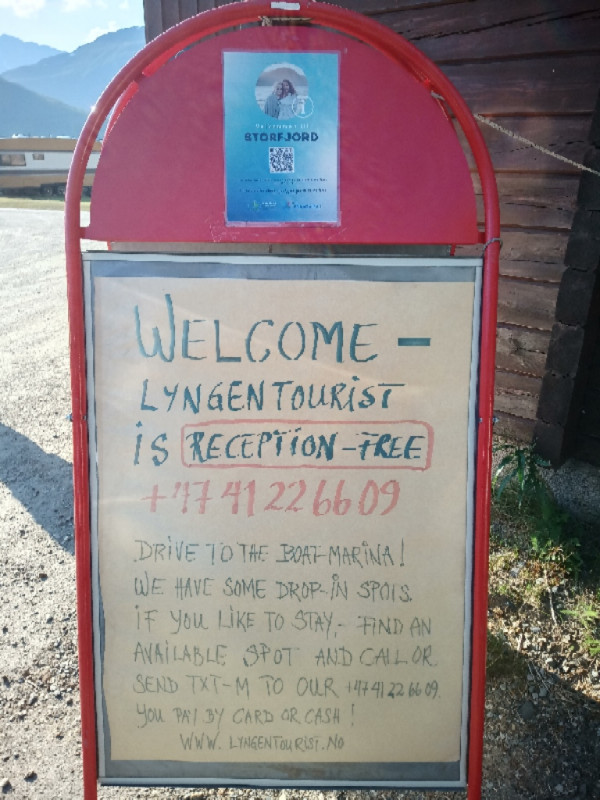 Velkommen til
STORFJORD
WELCOME –
LYNGENTOURIST
IS RECEPTION-FREE
+47 41 22 66 09
DRIVE TO THE BOAT-MARINA!
WE HAVE SOME DROP-IN SPOTS.
IF YOU LIKE TO STAY,- FIND AN
AVAILABLE SPOT AND CALL OR
SEND TXT-M TO OUR +47 41 22 66 09.
YOU PAY BY CARD OR CASH!
WWW.LYNGENTOURIST.NO